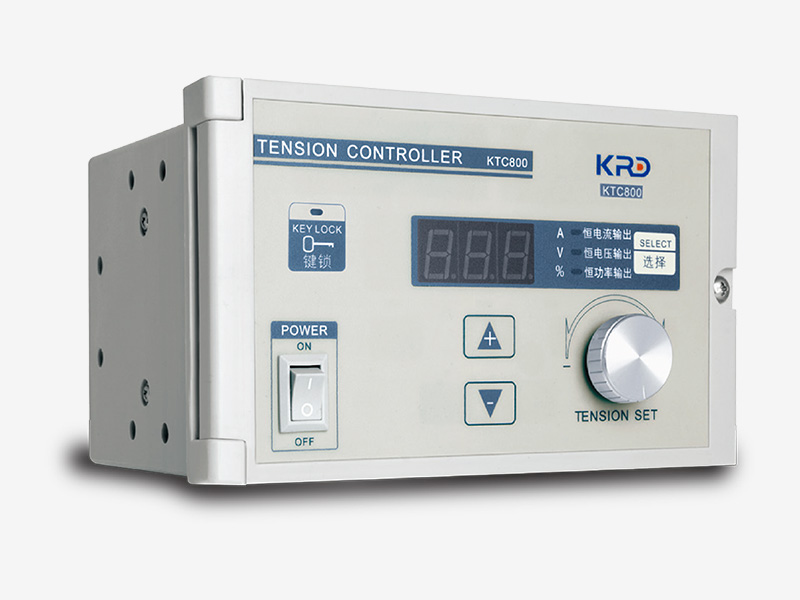 TENSION CONTROLLER KTC800
KRD
KTC800
KEY LOCK
键锁
A 恒电流输出
V 恒电压输出
% 恒功率输出
SELECT
选择
POWER
ON
OFF
+
-
-
TENSION SET